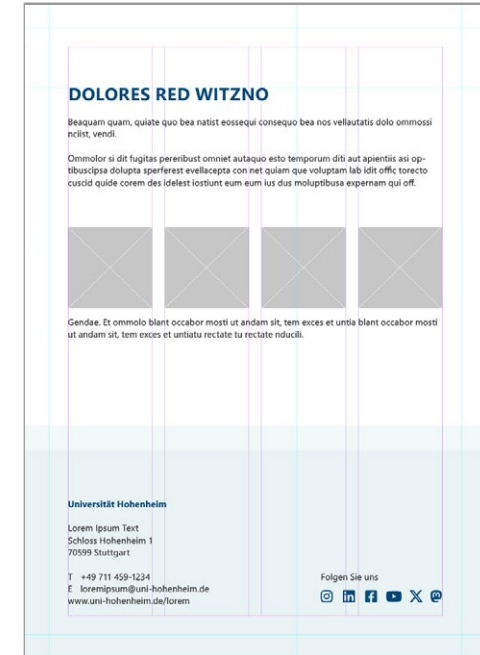 DOLORES RED WITZNO
Beaquam quam, quiate quo bea natist eossequi consequo bea nos vellautatis dolo ommossi
nciist, vendi.
Ommolor si dit fugitas pereribust omniet autaquo esto temporum diti aut apientiis asi op-
tibuscipsa dolupta sperferest evellacepta con net quiam que voluptam lab idit offic torecto
cuscid quide corem des idelest iostiunt eum eum ius dus moluptibusa expernam qui off.
Gendae. Et ommolo blant occabor mosti ut andam sit, tem exces et untia blant occabor mosti
ut andam sit, tem exces et untiatu rectate tu rectate nducili.
Universität Hohenheim
Lorem Ipsum Text
Schloss Hohenheim 1
70599 Stuttgart
T +49 711 459-1234
E loremipsum@uni-hohenheim.de
www.uni-hohenheim.de/lorem
Folgen Sie uns